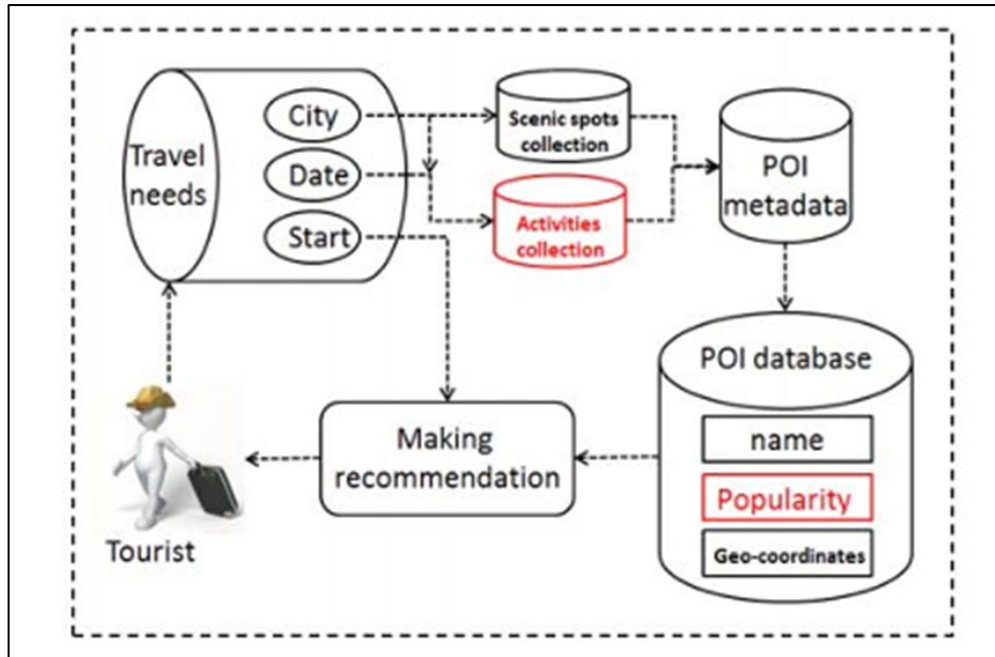 Travel
needs
City
Date
Start
Scenic spots
collection
Activities
collection
POI
metadata
POI database
name
Popularity
Geo-coordinates
Making
recommendation
Tourist